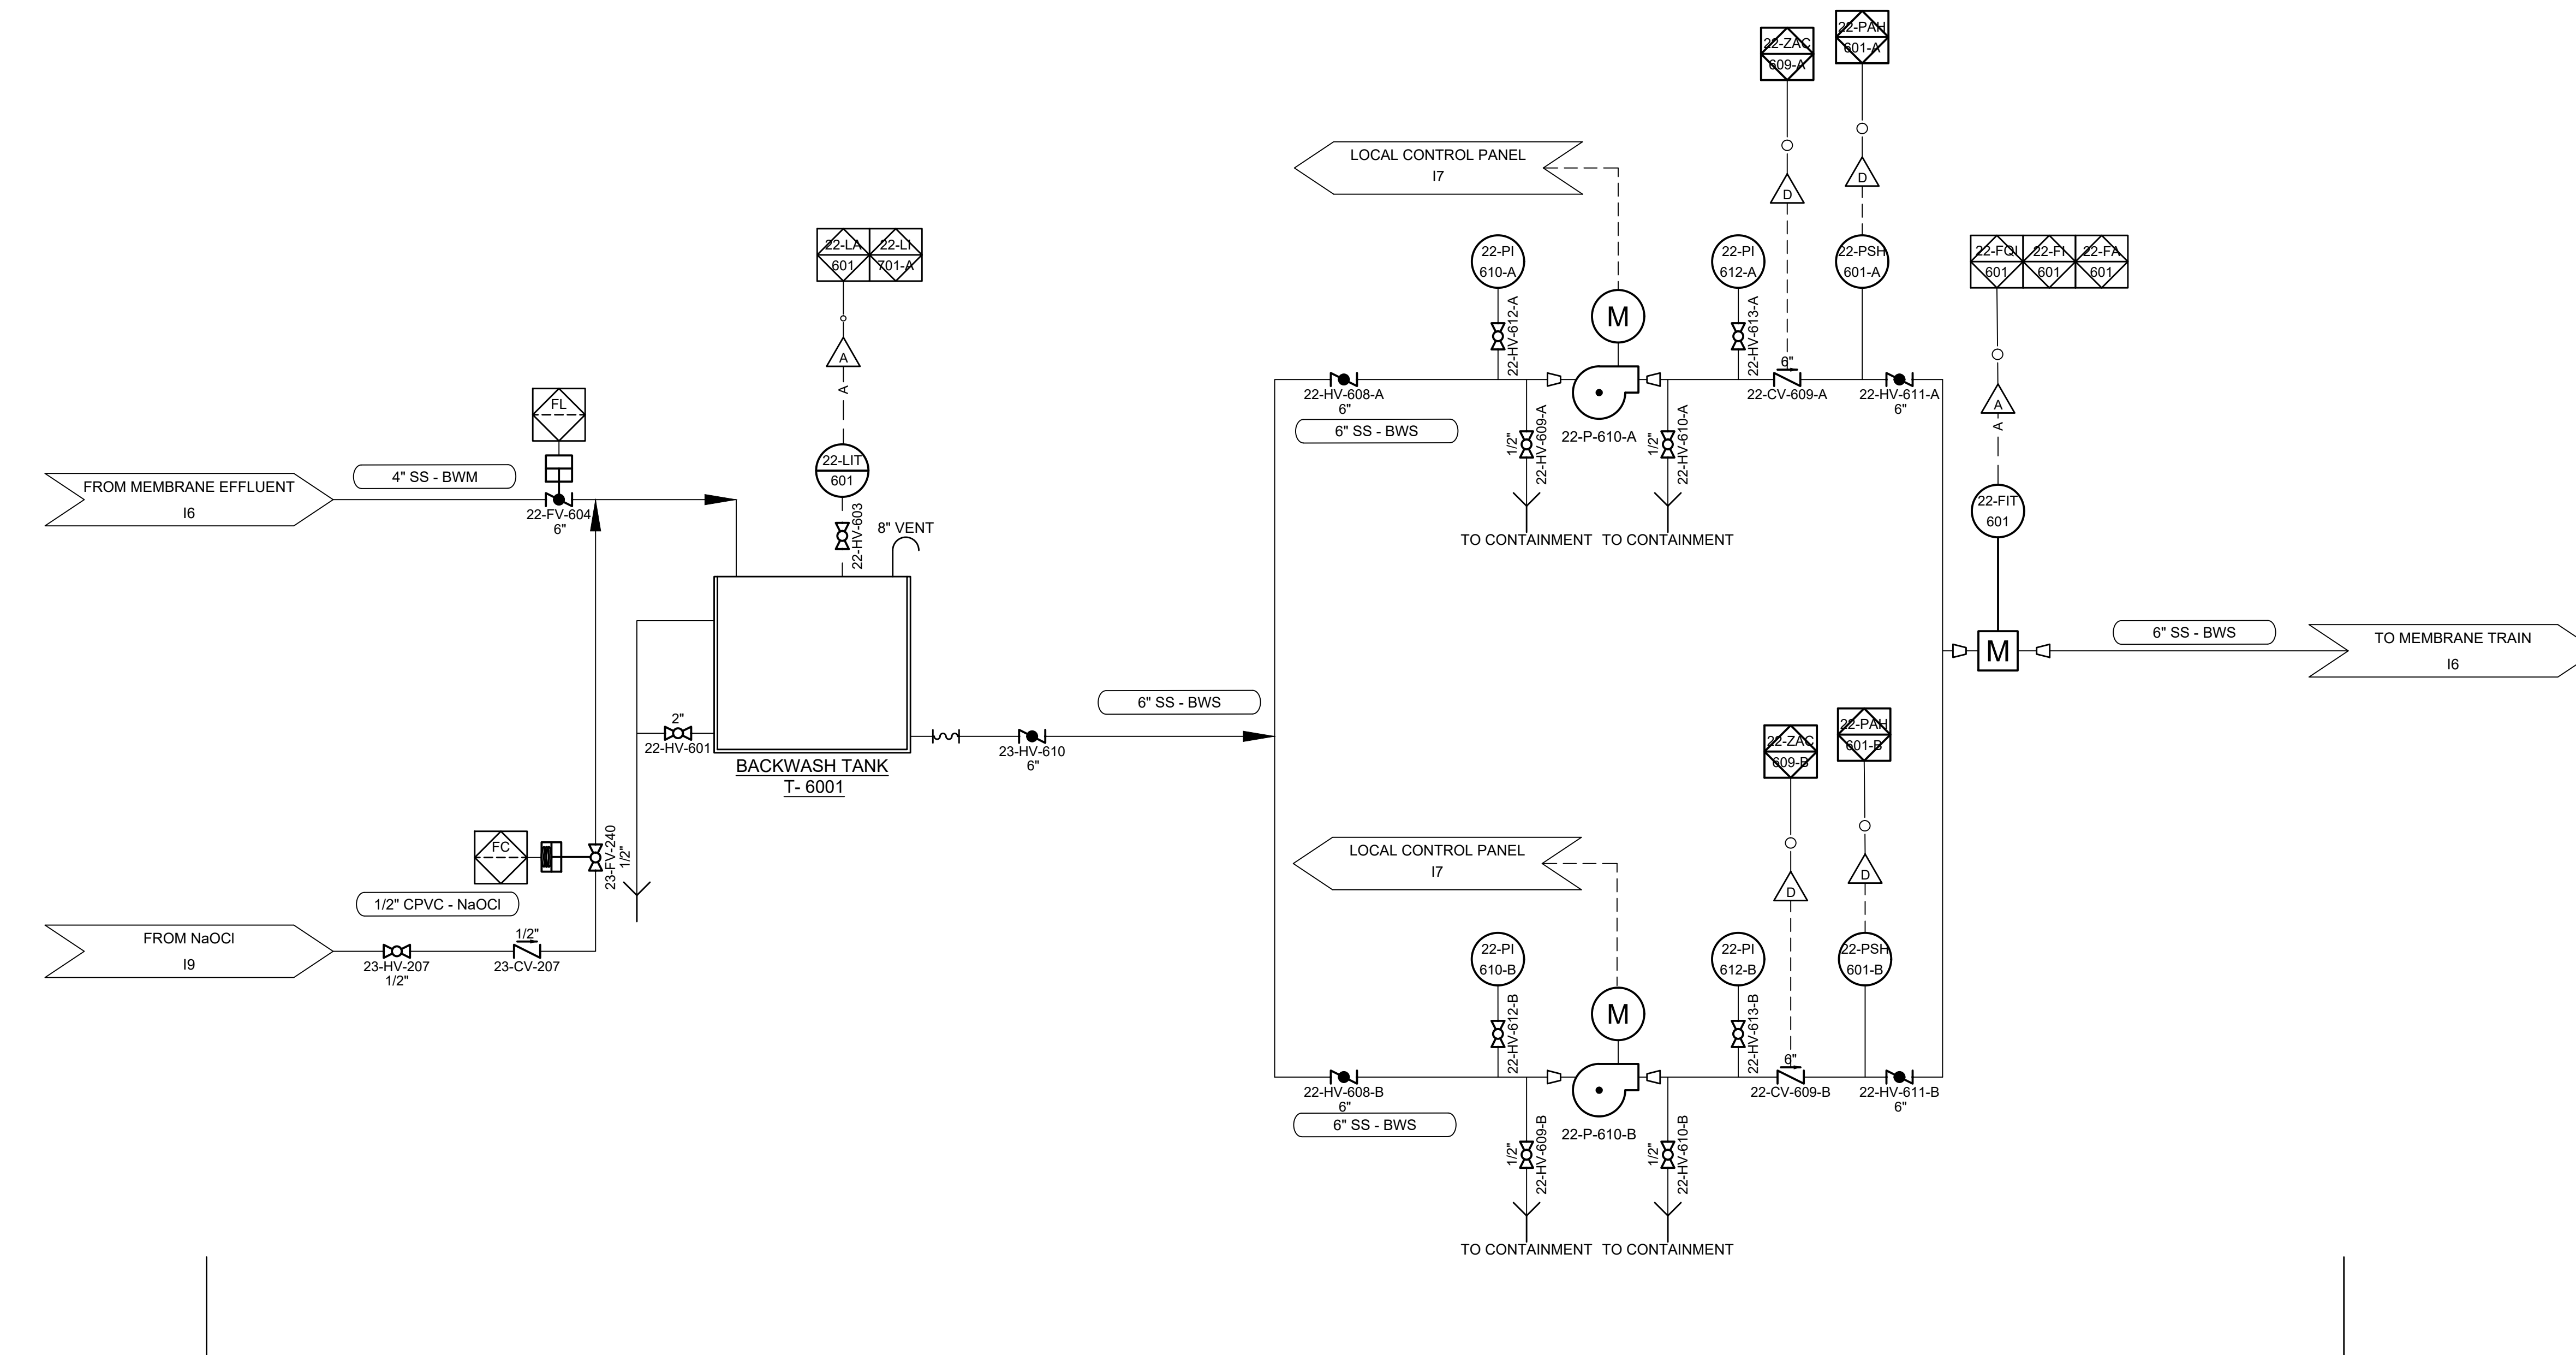 22-ZAC
609-A
22-PAH
601-A
LOCAL CONTROL PANEL
I7
D
D
22-LA
601
22-LI
701-A
22-PI
610-A
22-PI
612-A
22-PSH
601-A
22-FQI
601
22-FI
601
22-FA
601
M
22-HV-612-A
22-HV-613-A
A
A
6"
22-HV-608-A
6"
22-CV-609-A
22-HV-611-A
6"
A
A
FL
6" SS - BWS
22-P-610-A
1/2"
22-HV-609-A
1/2"
22-HV-610-A
4" SS - BWM
22-LIT
601
FROM MEMBRANE EFFLUENT
I6
22-FV-604
6"
22-HV-603
8" VENT
22-FIT
601
TO CONTAINMENT
TO CONTAINMENT
6" SS - BWS
TO MEMBRANE TRAIN
I6
M
6" SS - BWS
2"
22-HV-601
23-HV-610
6"
BACKWASH TANK
T- 6001
22-ZAC
609-B
22-PAH
601-B
FC
23-FV-240
1/2"
LOCAL CONTROL PANEL
I7
D
D
1/2" CPVC - NaOCl
FROM NaOCl
I9
1/2"
23-HV-207
1/2"
23-CV-207
22-PI
610-B
22-PI
612-B
22-PSH
601-B
M
22-HV-612-B
22-HV-613-B
6"
22-HV-608-B
6"
22-CV-609-B
22-HV-611-B
6"
6" SS - BWS
22-P-610-B
1/2"
22-HV-609-B
1/2"
22-HV-610-B
TO CONTAINMENT
TO CONTAINMENT